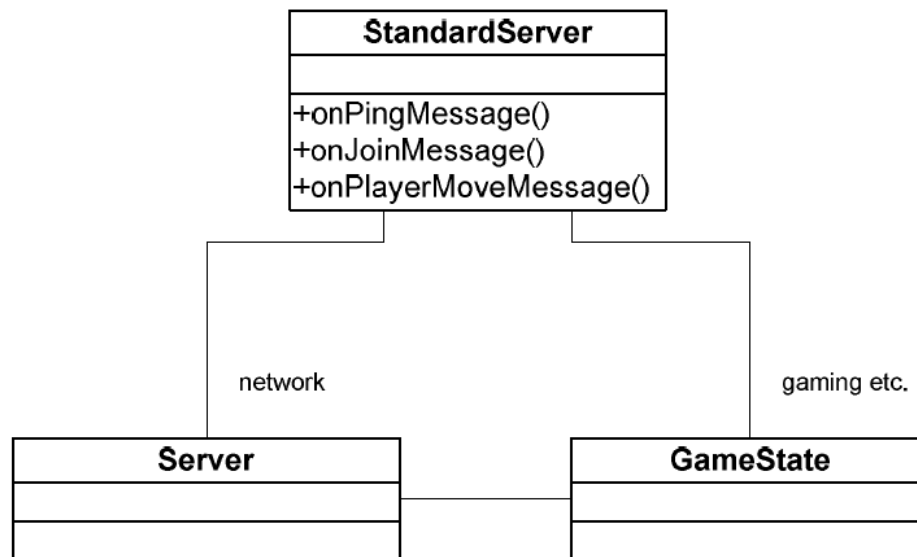 StandardServer
+onPingMessage()
+onJoinMessage()
+onPlayerMoveMessage()
network
gaming etc.
Server
GameState